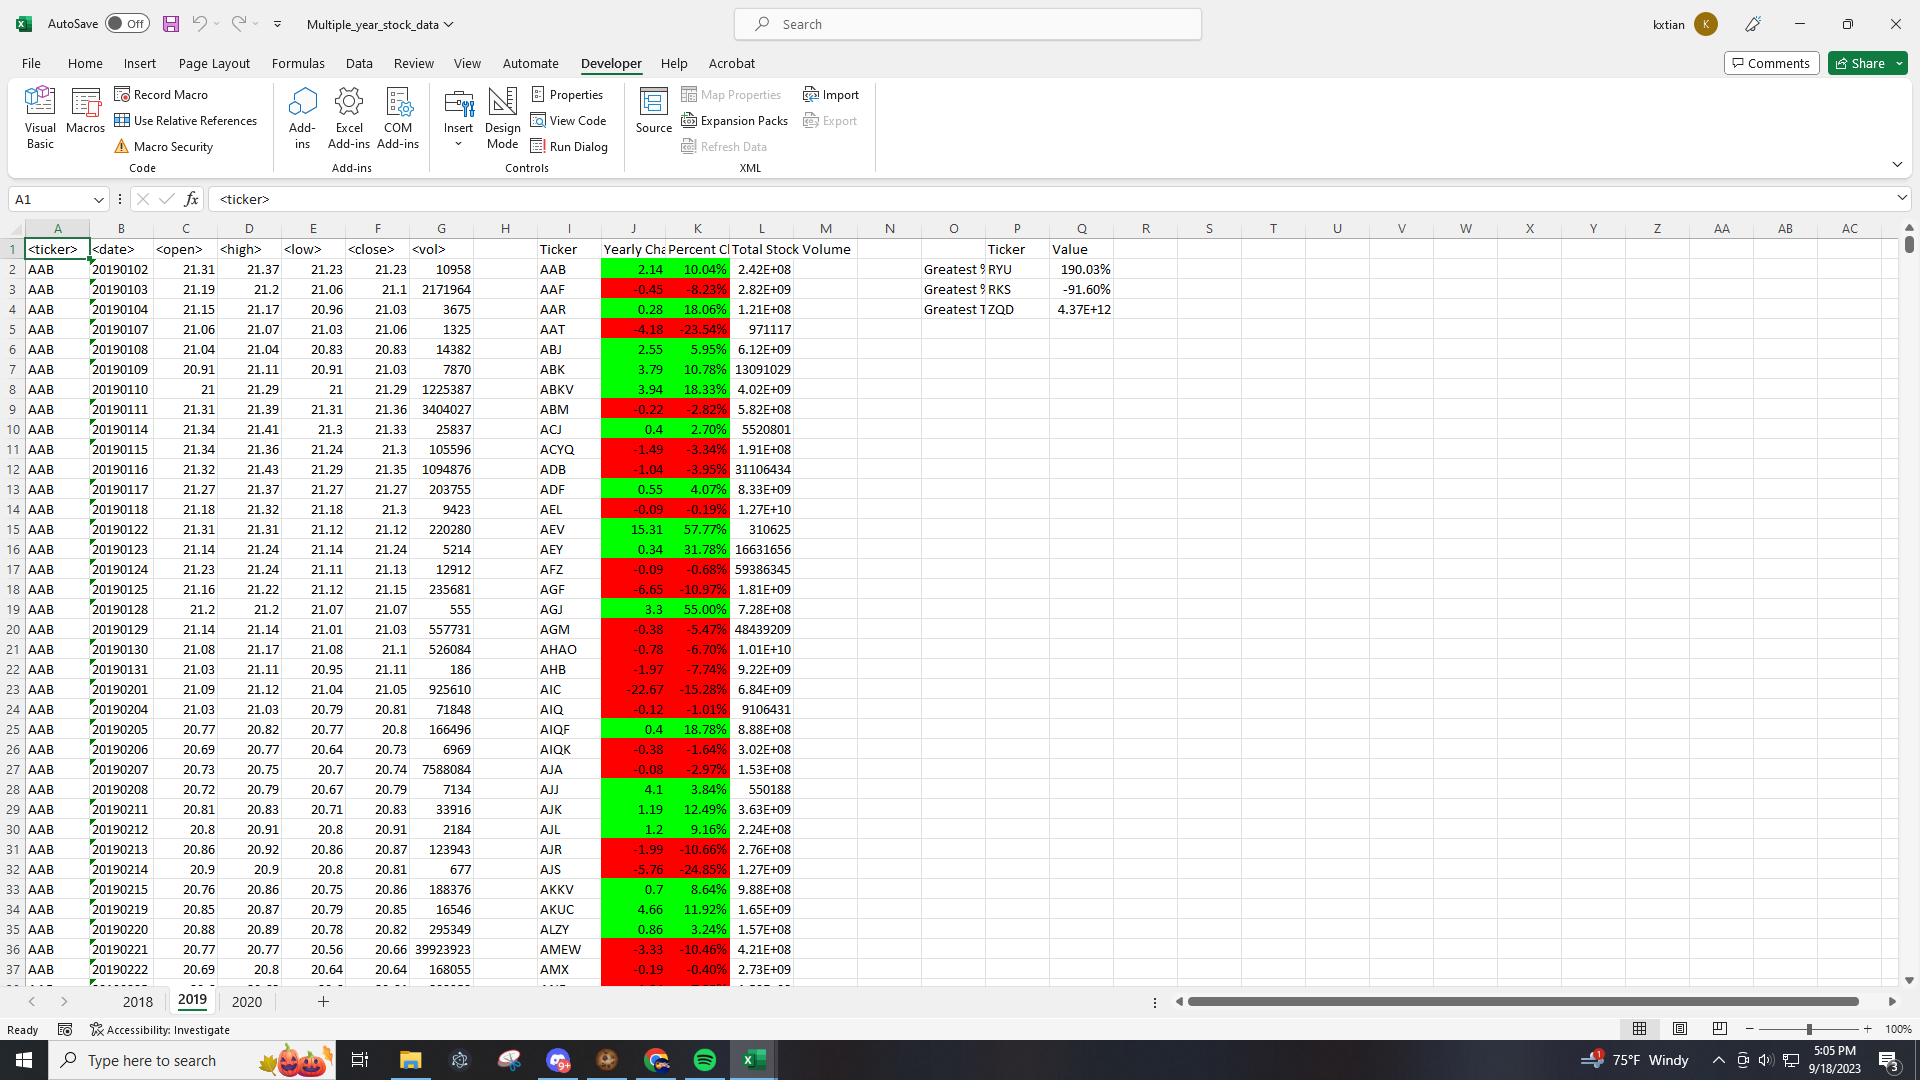 AutoSave Off Multiple_year_stock_data Search kxtian K
File Home Insert Page Layout Formulas Data Review View Automate Developer Help Acrobat Comments Share
Visual Basic Macros Record Macro Use Relative References Macro Security Code
Add-ins Excel Add-ins COM Add-ins Add-ins
Insert Design Mode Properties View Code Run Dialog Controls
Source Map Properties Expansion Packs Refresh Data Import Export XML
A1 fx <ticker>
A B C D E F G H I J K L M N O P Q R S T U V W X Y Z AA AB AC
1 <ticker> <date> <open> <high> <low> <close> <vol> Ticker Yearly Cha Percent Cl Total Stock Volume Ticker Value
2 AAB 20190102 21.31 21.37 21.23 21.23 10958 AAB 2.14 10.04% 2.42E+08 Greatest % RYU 190.03%
3 AAB 20190103 21.19 21.2 21.06 21.1 2171964 AAF -0.45 -8.23% 2.82E+09 Greatest % RKS -91.60%
4 AAB 20190104 21.15 21.17 20.96 21.03 3675 AAR 0.28 18.06% 1.21E+08 Greatest T ZQD 4.37E+12
5 AAB 20190107 21.06 21.07 21.03 21.06 1325 AAT -4.18 -23.54% 971117
6 AAB 20190108 21.04 21.04 20.83 20.83 14382 ABJ 2.55 5.95% 6.12E+09
7 AAB 20190109 20.91 21.11 20.91 21.03 7870 ABK 3.79 10.78% 13091029
8 AAB 20190110 21 21.29 21 21.29 1225387 ABKV 3.94 18.33% 4.02E+09
9 AAB 20190111 21.31 21.39 21.31 21.36 3404027 ABM -0.22 -2.82% 5.82E+08
10 AAB 20190114 21.34 21.41 21.3 21.33 25837 ACJ 0.4 2.70% 5520801
11 AAB 20190115 21.34 21.36 21.24 21.3 105596 ACYQ -1.49 -3.34% 1.91E+08
12 AAB 20190116 21.32 21.43 21.29 21.35 1094876 ADB -1.04 -3.95% 31106434
13 AAB 20190117 21.27 21.37 21.27 21.27 203755 ADF 0.55 4.07% 8.33E+09
14 AAB 20190118 21.18 21.32 21.18 21.3 9423 AEL -0.09 -0.19% 1.27E+10
15 AAB 20190122 21.31 21.31 21.12 21.12 220280 AEV 15.31 57.77% 310625
16 AAB 20190123 21.14 21.24 21.14 21.24 5214 AEY 0.34 31.78% 16631656
17 AAB 20190124 21.23 21.24 21.11 21.13 12912 AFZ -0.09 -0.68% 59386345
18 AAB 20190125 21.16 21.22 21.12 21.15 235681 AGF -6.65 -10.97% 1.81E+09
19 AAB 20190128 21.2 21.2 21.07 21.07 555 AGJ 3.3 55.00% 7.28E+08
20 AAB 20190129 21.14 21.14 21.01 21.03 557731 AGM -0.38 -5.47% 48439209
21 AAB 20190130 21.08 21.17 21.08 21.1 526084 AHAO -0.78 -6.70% 1.01E+10
22 AAB 20190131 21.03 21.11 20.95 21.11 186 AHB -1.97 -7.74% 9.22E+09
23 AAB 20190201 21.09 21.12 21.04 21.05 925610 AIC -22.67 -15.28% 6.84E+09
24 AAB 20190204 21.03 21.03 20.79 20.81 71848 AIQ -0.12 -1.01% 9106431
25 AAB 20190205 20.77 20.82 20.77 20.8 166496 AIQF 0.4 18.78% 8.88E+08
26 AAB 20190206 20.69 20.77 20.64 20.73 6969 AIQK -0.38 -1.64% 3.02E+08
27 AAB 20190207 20.73 20.75 20.7 20.74 7588084 AJA -0.08 -2.97% 1.53E+08
28 AAB 20190208 20.72 20.79 20.67 20.79 7134 AJJ 4.1 3.84% 550188
29 AAB 20190211 20.81 20.83 20.71 20.83 33916 AJK 1.19 12.49% 3.63E+09
30 AAB 20190212 20.8 20.91 20.8 20.91 2184 AJL 1.2 9.16% 2.24E+08
31 AAB 20190213 20.86 20.92 20.86 20.87 123943 AJR -1.99 -10.66% 2.76E+08
32 AAB 20190214 20.9 20.9 20.8 20.81 677 AJS -5.76 -24.85% 1.27E+09
33 AAB 20190215 20.76 20.86 20.75 20.86 188376 AKKV 0.7 8.64% 9.88E+08
34 AAB 20190219 20.85 20.87 20.79 20.85 16546 AKUC 4.66 11.92% 1.65E+09
35 AAB 20190220 20.88 20.89 20.78 20.82 295349 ALZY 0.86 3.24% 1.57E+08
36 AAB 20190221 20.77 20.77 20.56 20.66 39923923 AMEW -3.33 -10.46% 4.21E+08
37 AAB 20190222 20.69 20.8 20.64 20.64 168055 AMX -0.19 -0.40% 2.73E+09
2018 2019 2020
Ready Accessibility: Investigate 100%
Type here to search 9+ 1 75°F Windy 5:05 PM
9/18/2023 3